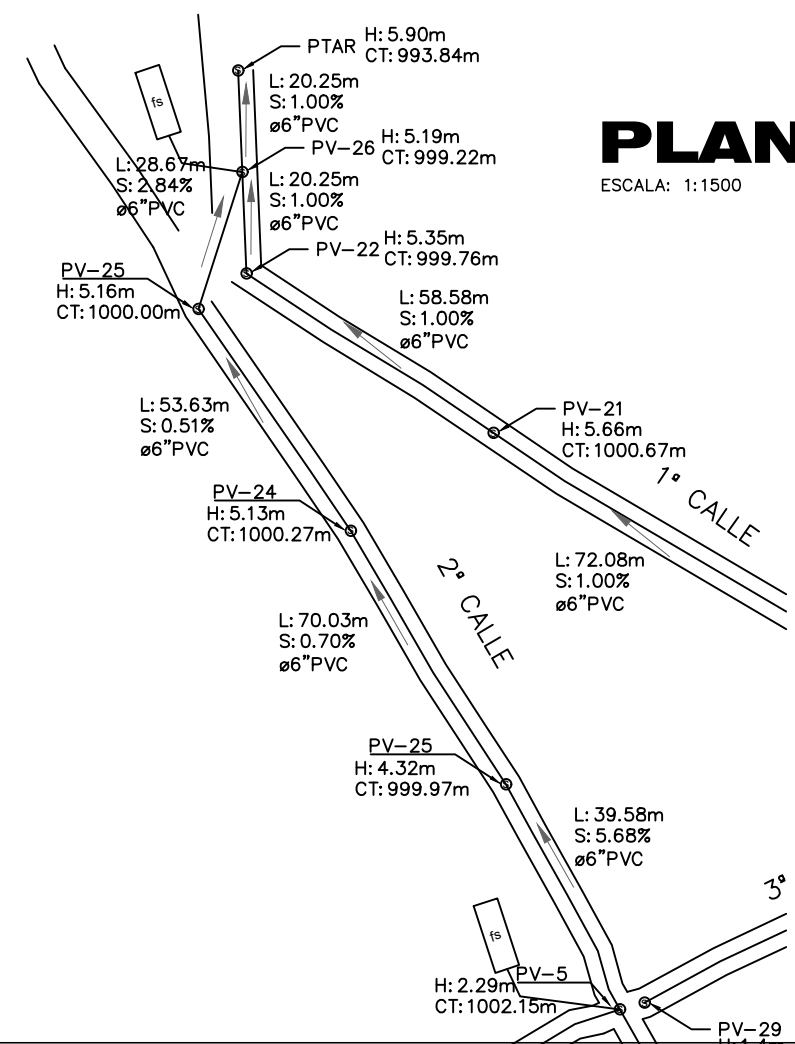 PTAR
H: 5.90m
CT: 993.84m
L: 20.25m
S: 1.00%
ø6”PVC
fs
PV-26
H: 5.19m
CT: 999.22m
PLAN
ESCALA: 1:1500
L: 28.67m
S: 2.84%
ø6”PVC
L: 20.25m
S: 1.00%
ø6”PVC
PV-22
H: 5.35m
CT: 999.76m
PV-25
H: 5.16m
CT: 1000.00m
L: 58.58m
S: 1.00%
ø6”PVC
L: 53.63m
S: 0.51%
ø6”PVC
PV-21
H: 5.66m
CT: 1000.67m
1ª CALLE
PV-24
H: 5.13m
CT: 1000.27m
L: 72.08m
S: 1.00%
ø6”PVC
2ª CALLE
L: 70.03m
S: 0.70%
ø6”PVC
PV-25
H: 4.32m
CT: 999.97m
L: 39.58m
S: 5.68%
ø6”PVC
3ª
fs
PV-5
H: 2.29m
CT: 1002.15m
PV-29